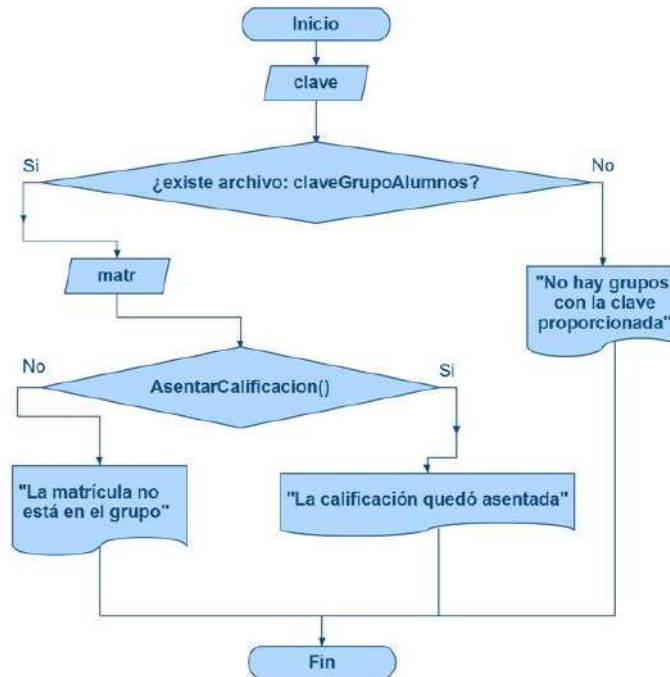 Inicio
clave
Si
No
¿existe archivo: claveGrupoAlumnos?
matr
"No hay grupos
con la clave
proporcionada"
No
Si
AsentarCalificacion()
"La matrícula no
está en el grupo"
"La calificación quedó asentada"
Fin